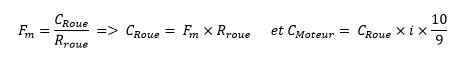 F_m = C_Roue / R_roue => C_Roue = F_m × R_roue et C_Moteur = C_Roue × i × 10/9